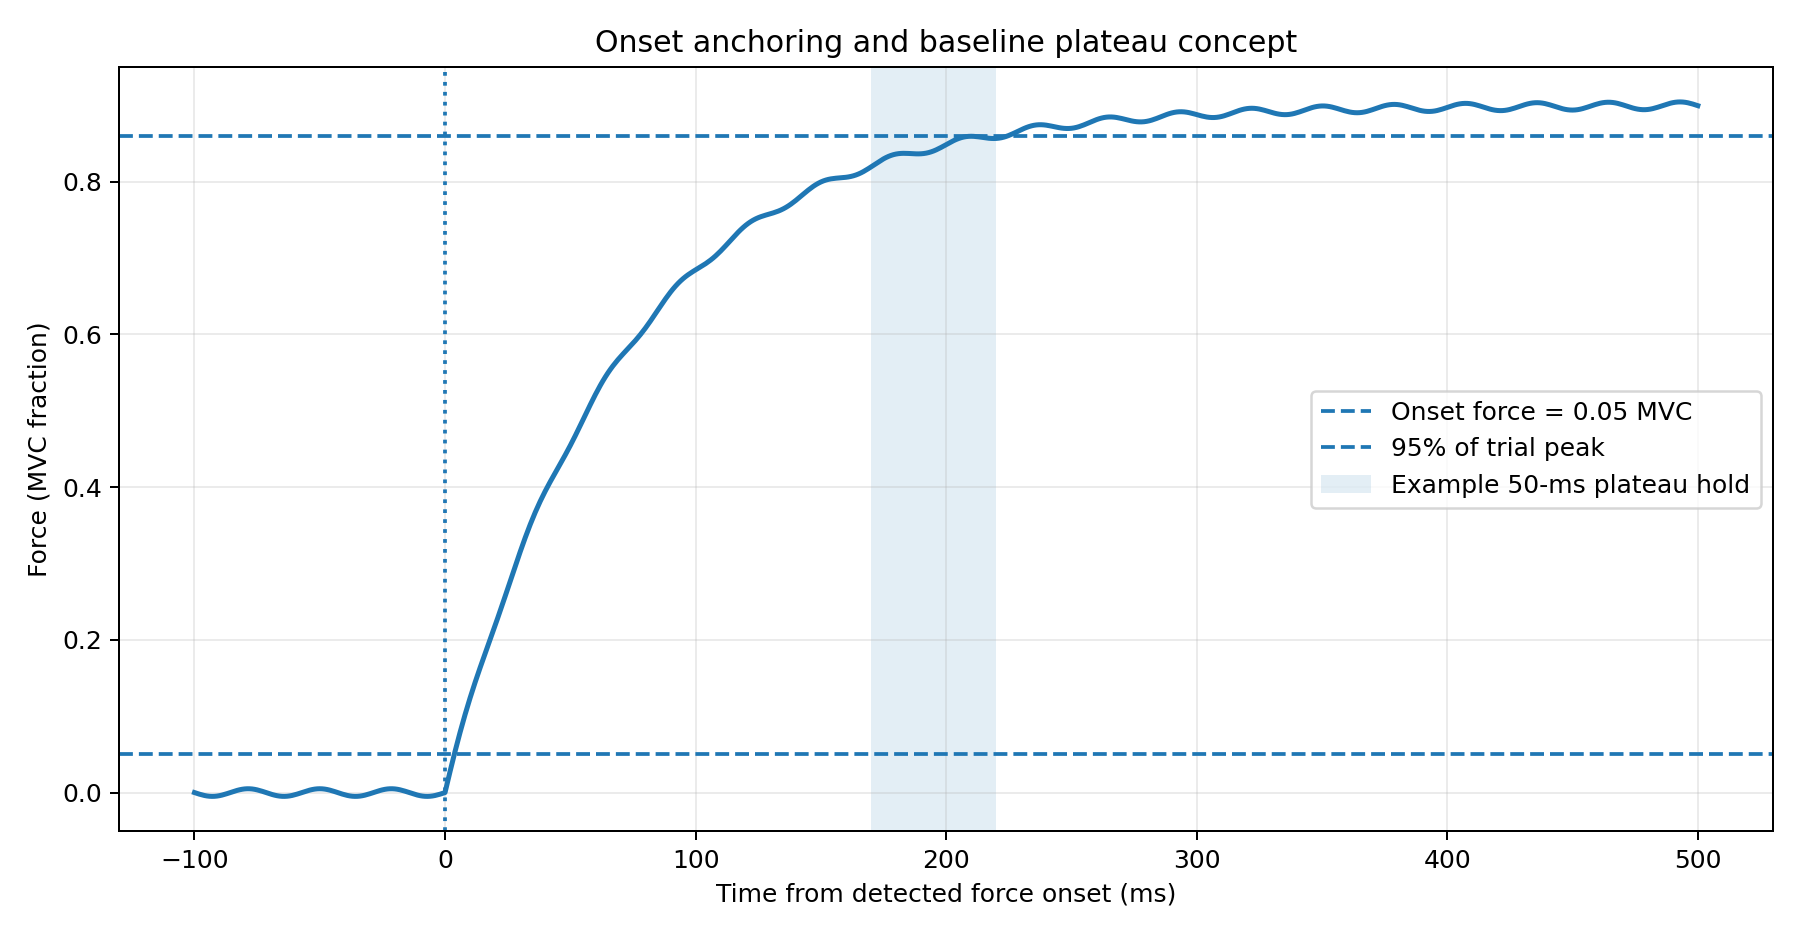 Onset anchoring and baseline plateau concept
Force (MVC fraction)
0.8
0.6
0.4
0.2
0.0
Onset force = 0.05 MVC
95% of trial peak
Example 50-ms plateau hold
−100 0 100 200 300 400 500
Time from detected force onset (ms)